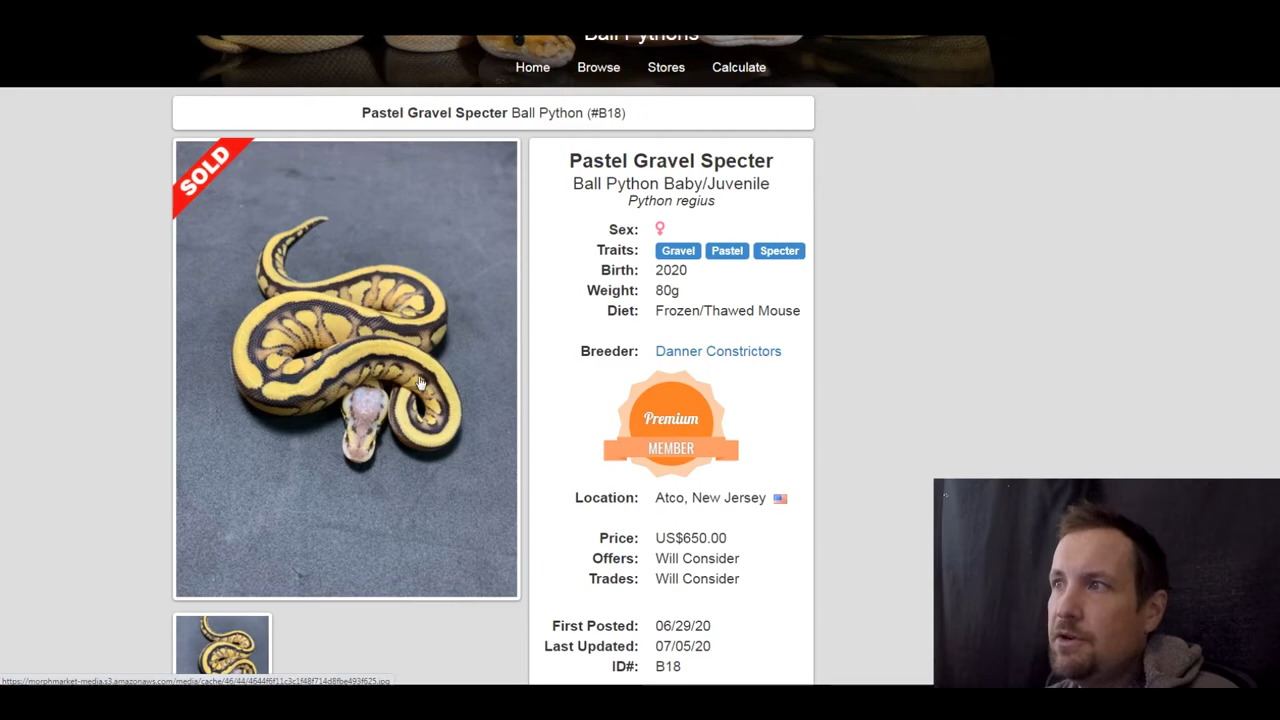 Ball Pythons
Home Browse Stores Calculate
Pastel Gravel Specter Ball Python (#B18)
SOLD
Pastel Gravel Specter
Ball Python Baby/Juvenile
Python regius
Sex: ♀
Traits: Gravel Pastel Specter
Birth: 2020
Weight: 80g
Diet: Frozen/Thawed Mouse
Breeder: Danner Constrictors
Premium
MEMBER
Location: Atco, New Jersey
Price: US$650.00
Offers: Will Consider
Trades: Will Consider
First Posted: 06/29/20
Last Updated: 07/05/20
ID#: B18